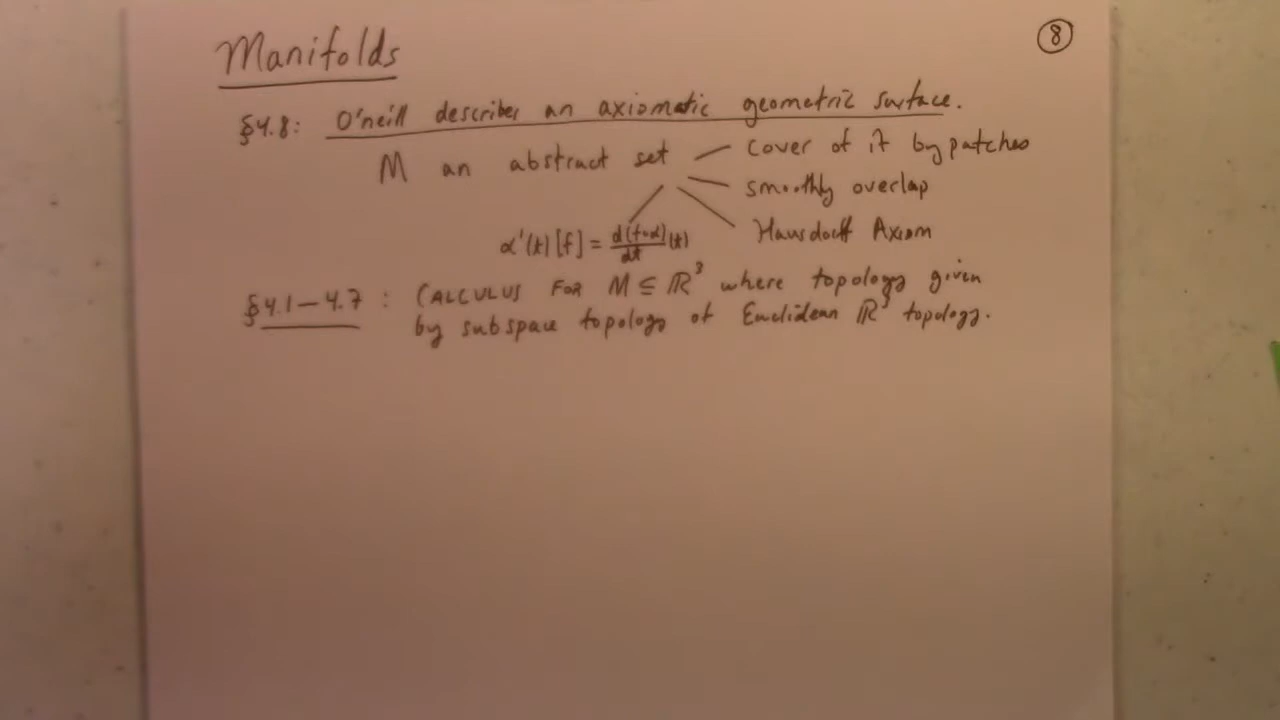 Manifolds
8
§4.8: O'neill describes an axiomatic geometric surface.
M an abstract set
cover of it by patches
smoothly overlap
Hausdorff Axiom
α'(t)[f] = d(f∘α)/dt (t)
§4.1-4.7 : CALCULUS FOR M ⊆ ℝ³ where topology given
by subspace topology of Euclidean ℝ³ topology.